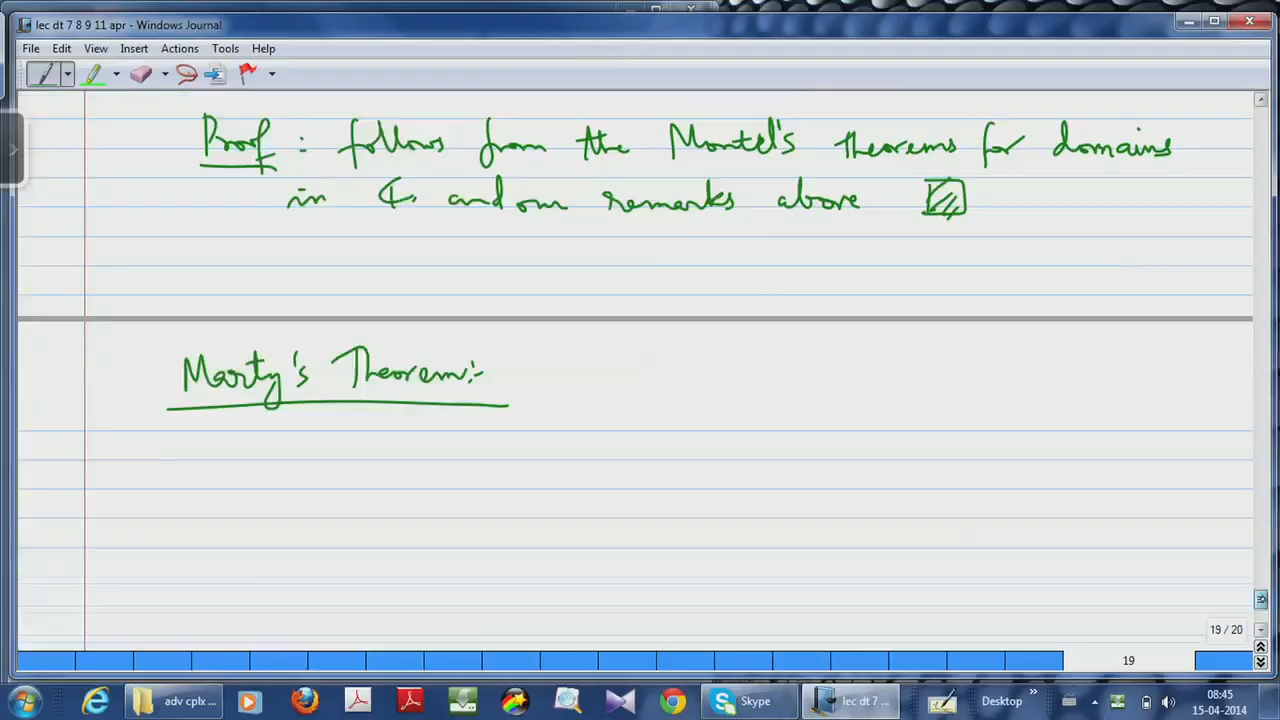 lec dt 7 8 9 11 apr - Windows Journal
File Edit View Insert Actions Tools Help
Proof : follows from the Montel's theorems for domains
in ℂ. and our remarks above
Marty's Theorem:-
19 / 20
19
adv cplx ...
Skype
lec dt 7 ...
Desktop
08:45
15-04-2014